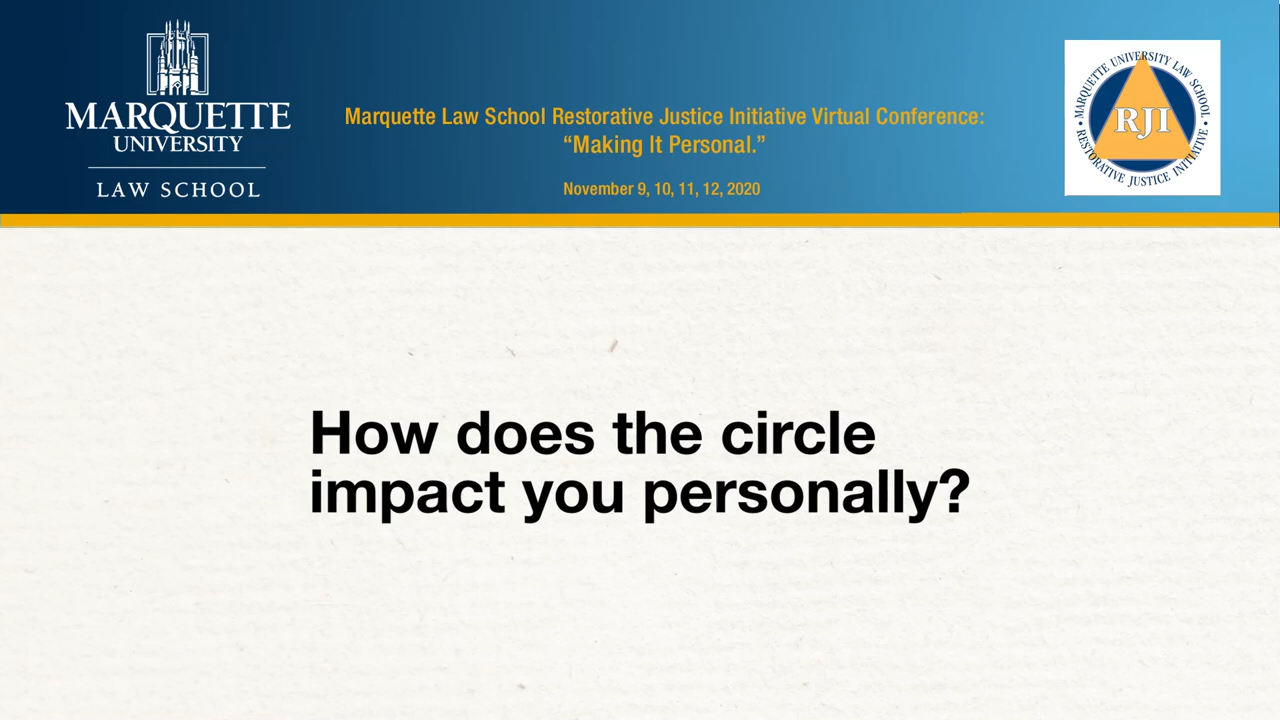 MARQUETTE
UNIVERSITY
LAW SCHOOL
Marquette Law School Restorative Justice Initiative Virtual Conference:
“Making It Personal.”
November 9, 10, 11, 12, 2020
• MARQUETTE UNIVERSITY LAW SCHOOL •
RESTORATIVE JUSTICE INITIATIVE
RJI
How does the circle
impact you personally?